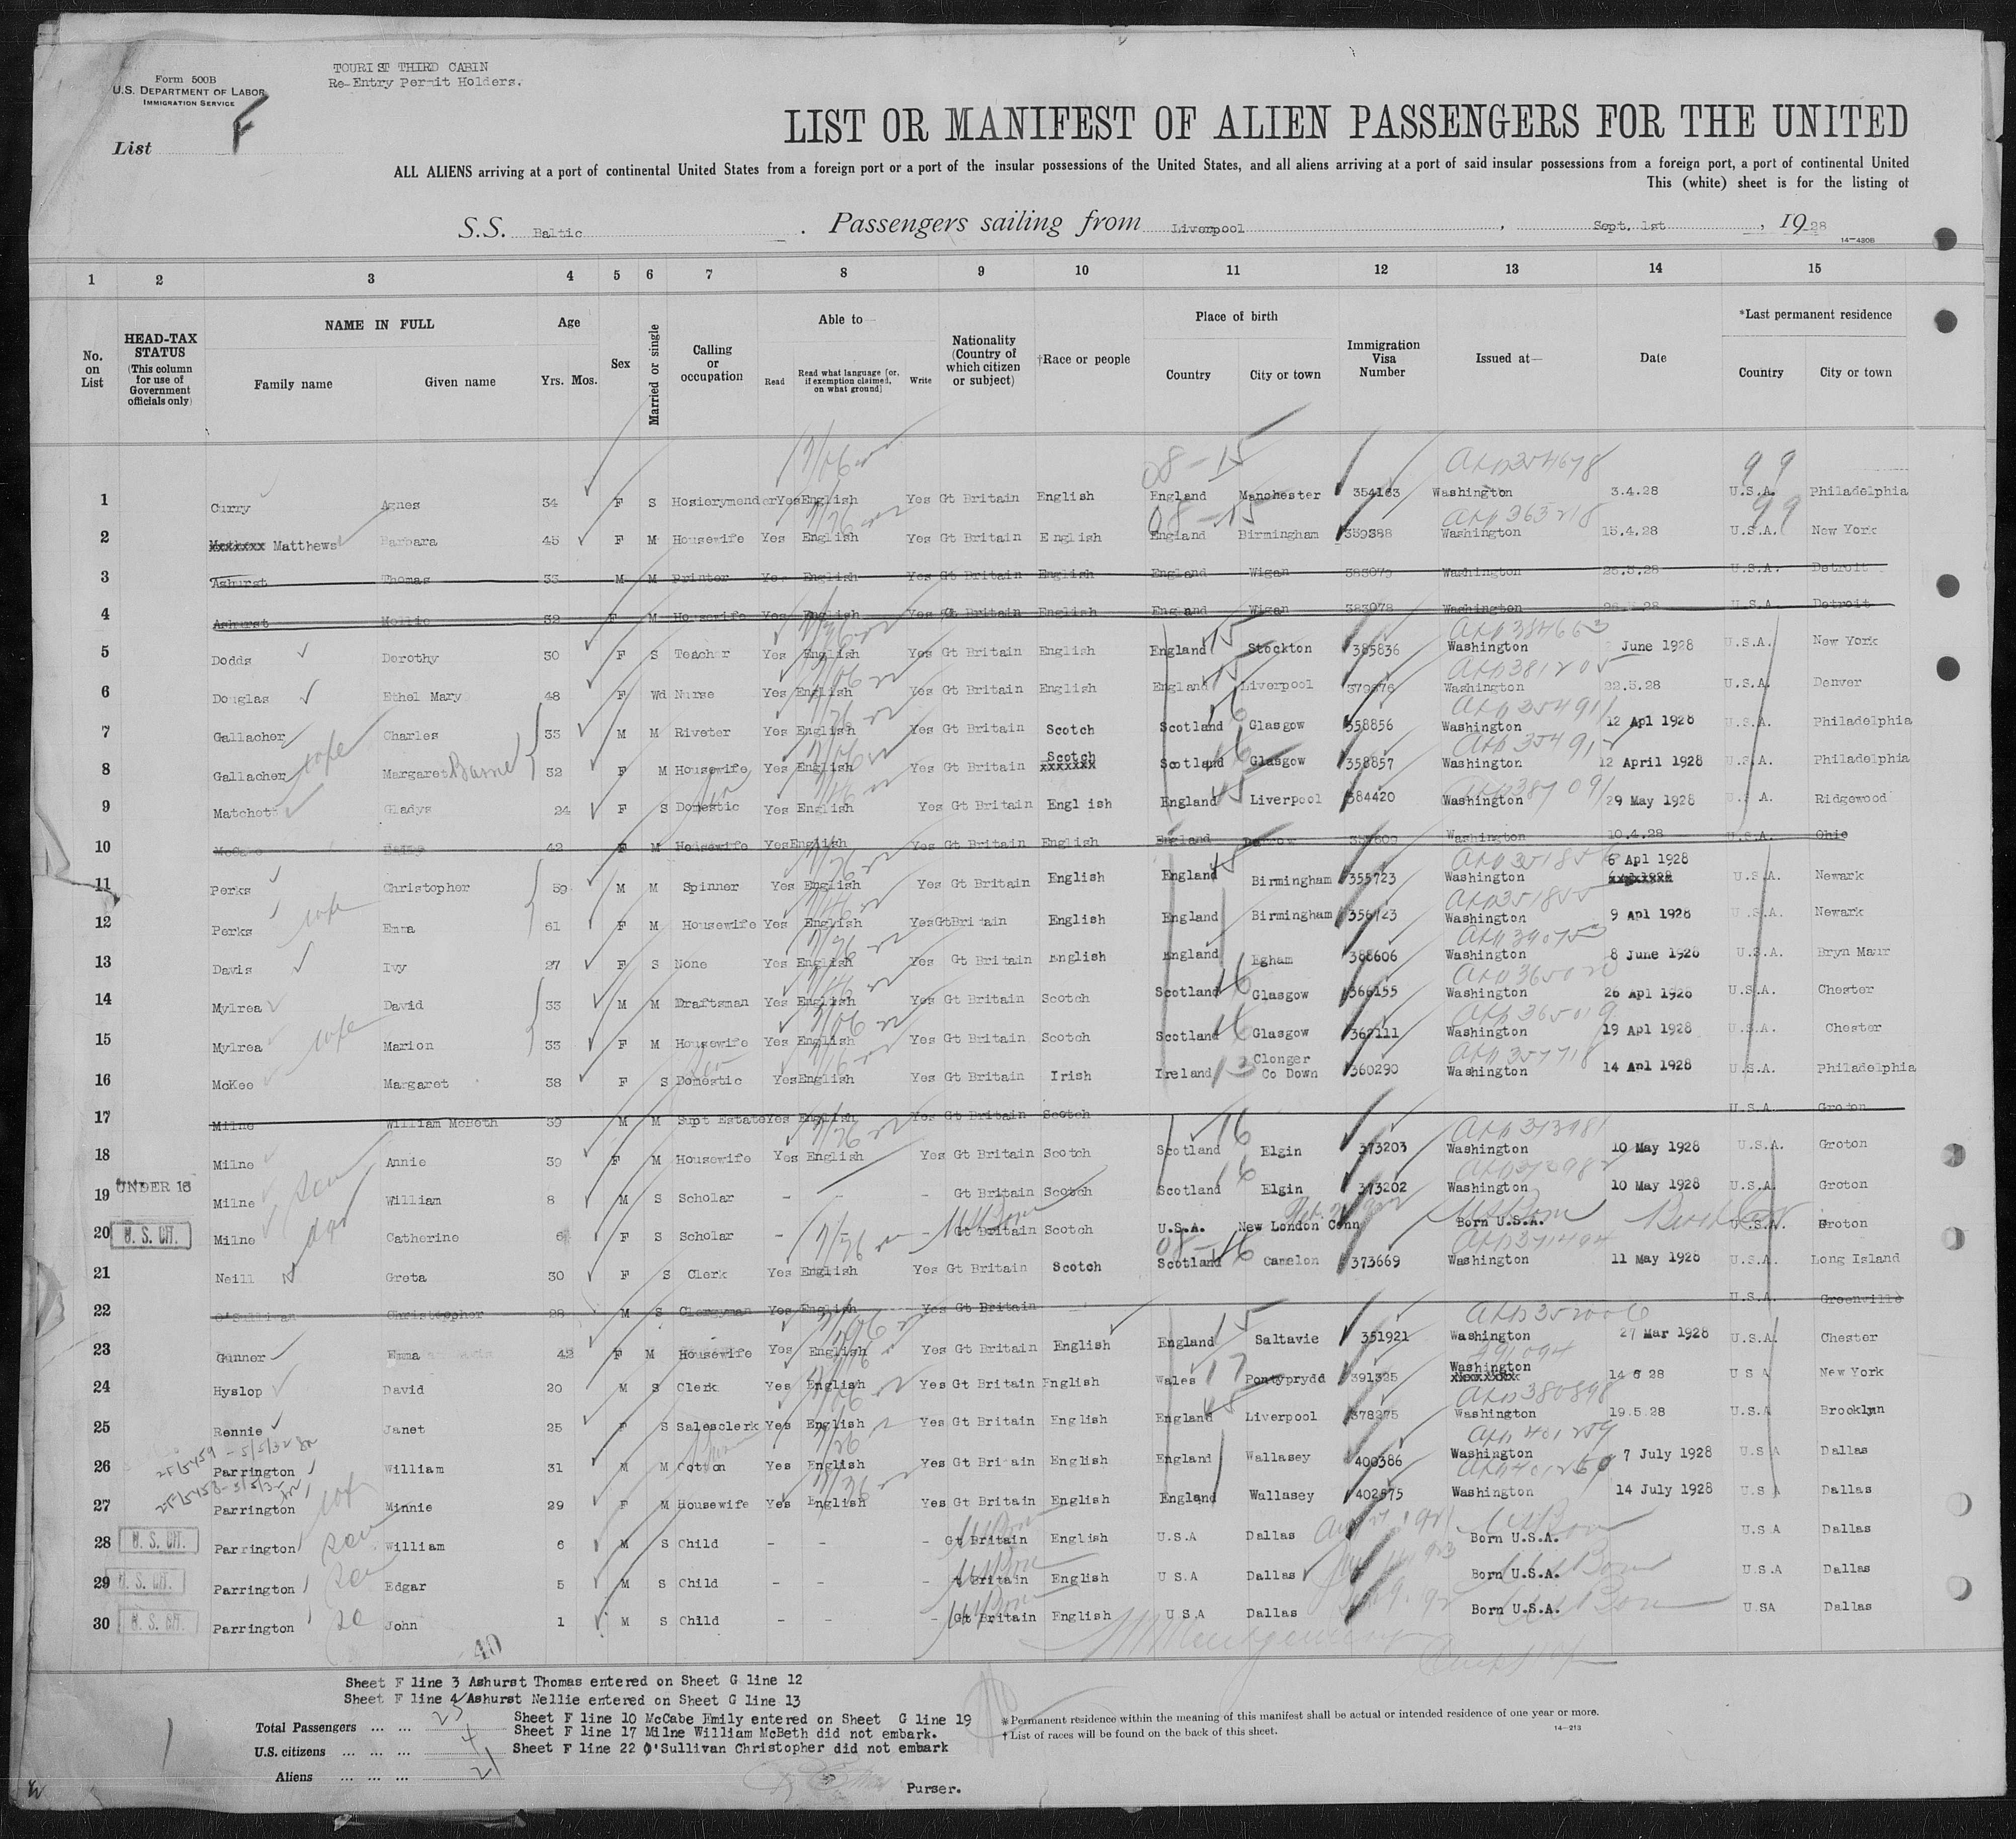 Form 500B
U.S. DEPARTMENT OF LABOR
IMMIGRATION SERVICE
TOURIST THIRD CABIN
Re-Entry Permit Holders.
List F
LIST OR MANIFEST OF ALIEN PASSENGERS FOR THE UNITED
ALL ALIENS arriving at a port of continental United States from a foreign port or a port of the insular possessions of the United States, and all aliens arriving at a port of said insular possessions from a foreign port, a port of continental United
This (white) sheet is for the listing of
S.S. Baltic . Passengers sailing from Liverpool , Sept. 1st , 1928
14—430B
1 2 3 4 5 6 7 8 9 10 11 12 13 14 15
No. on List
HEAD-TAX STATUS (This column for use of Government officials only)
NAME IN FULL
Family name Given name
Age
Yrs. Mos.
Sex
Married or single
Calling or occupation
Able to—
Read Read what language [or, if exemption claimed, on what ground] Write
Nationality (Country of which citizen or subject)
†Race or people
Place of birth
Country City or town
Immigration Visa Number
Issued at—
Date
*Last permanent residence
Country City or town
1 Curry Agnes 34 F S Hosierymender Yes English Yes Gt Britain English England Manchester 354163 Washington 3.4.28 U.S.A. Philadelphia
2 Matthews Barbara 45 F M Housewife Yes English Yes Gt Britain English England Birmingham 359388 Washington 15.4.28 U.S.A. New York
3 Ashurst Thomas 33 M M Printer Yes English Yes Gt Britain English England Wigan 383079 Washington U.S.A. Detroit
4 Ashurst 32 F M Housewife Yes English Yes Gt Britain English England Wigan 383078 Washington U.S.A. Detroit
5 Dodds Dorothy 30 F S Teacher Yes English Yes Gt Britain English England Stockton 385836 Washington June 1928 U.S.A. New York
6 Douglas Ethel Mary 48 F Wd Nurse Yes English Yes Gt Britain English England Liverpool 379376 Washington 22.5.28 U.S.A. Denver
7 Gallacher Charles 33 M M Riveter Yes English Yes Gt Britain Scotch Scotland Glasgow 358856 Washington 12 Apl 1928 U.S.A. Philadelphia
8 Gallacher wife Margaret 32 F M Housewife Yes English Yes Gt Britain Scotch Scotland Glasgow 358857 Washington 12 April 1928 U.S.A. Philadelphia
9 Matchet Gladys 24 F S Domestic Yes English Yes Gt Britain English England Liverpool 384420 Washington 29 May 1928 U.S.A. Ridgewood
10 McCabe 42 F M Housewife Yes English Yes Gt Britain English England Washington 10.4.28 U.S.A. Ohio
11 Perks Christopher 59 M M Spinner Yes English Yes Gt Britain English England Birmingham 355723 Washington 6 Apl 1928 U.S.A. Newark
12 Perks wife Emma 61 F M Housewife Yes English Yes Gt Britain English England Birmingham 356723 Washington 9 Apl 1928 U.S.A. Newark
13 Davis Ivy 27 F S None Yes English Yes Gt Britain English England Egham 388606 Washington 8 June 1928 U.S.A. Bryn Maur
14 Mylrea David 33 M M Draftsman Yes English Yes Gt Britain Scotch Scotland Glasgow 366155 Washington 26 Apl 1928 U.S.A. Chester
15 Mylrea wife Marion 33 F M Housewife Yes English Yes Gt Britain Scotch Scotland Glasgow 362111 Washington 19 Apl 1928 U.S.A. Chester
16 McKee Margaret 38 F S Domestic Yes English Yes Gt Britain Irish Ireland Clonger Co Down 360290 Washington 14 Apl 1928 U.S.A. Philadelphia
17 Milne William McBeth 39 M M Supt Estate Yes English Yes Gt Britain Scotch U.S.A. Groton
18 Milne Annie 39 F M Housewife Yes English Yes Gt Britain Scotch Scotland Elgin 373203 Washington 10 May 1928 U.S.A. Groton
19 UNDER 16 Milne son William 8 M S Scholar - - - Gt Britain Scotch Scotland Elgin 373202 Washington 10 May 1928 U.S.A. Groton
20 U.S. CIT. Milne Catherine 6 F S Scholar - - - Gt Britain Scotch U.S.A. New London Conn Born U.S.A. U.S.A. Groton
21 Neill Greta 30 F S Clerk Yes English Yes Gt Britain Scotch Scotland Camelon 373669 Washington 11 May 1928 U.S.A. Long Island
22 O'Sullivan Christopher 28 M S Clergyman Yes English Yes Gt Britain U.S.A. Greenville
23 Gunner Emma 42 F M Housewife Yes English Yes Gt Britain English England Saltavie 351921 Washington 27 Mar 1928 U.S.A. Chester
24 Hyslop David 20 M S Clerk Yes English Yes Gt Britain English Wales Pontyprydd 391325 Washington 14 6 28 U S A New York
25 Rennie Janet 25 F S Salesclerk Yes English Yes Gt Britain English England Liverpool 378275 Washington 19.5.28 U.S.A Brooklyn
26 Parrington William 31 M M Cotton Yes English Yes Gt Britain English England Wallasey 400386 Washington 7 July 1928 U.S A Dallas
27 Parrington wife Minnie 29 F M Housewife Yes English Yes Gt Britain English England Wallasey 402875 Washington 14 July 1928 U.S A Dallas
28 U.S. CIT. Parrington son William 6 M S Child - - - Gt Britain English U.S.A Dallas Born U.S.A. U.S.A Dallas
29 U.S. CIT. Parrington son Edgar 5 M S Child - - - Gt Britain English U S.A Dallas Born U.S.A. U.S.A Dallas
30 U.S. CIT. Parrington John 1 M S Child - - - Gt Britain English U S A Dallas Born U.S.A. U.SA Dallas
40
Sheet F line 3 Ashurst Thomas entered on Sheet G line 12
Sheet F line 4 Ashurst Nellie entered on Sheet G line 13
Sheet F line 10 McCabe Emily entered on Sheet G line 19
Sheet F line 17 Milne William McBeth did not embark.
Sheet F line 22 O'Sullivan Christopher did not embark
Total Passengers ... ... 25
U.S. citizens ... ... ... 4
Aliens ... ... ... 21
Purser.
*Permanent residence within the meaning of this manifest shall be actual or intended residence of one year or more.
†List of races will be found on the back of this sheet.
14—213